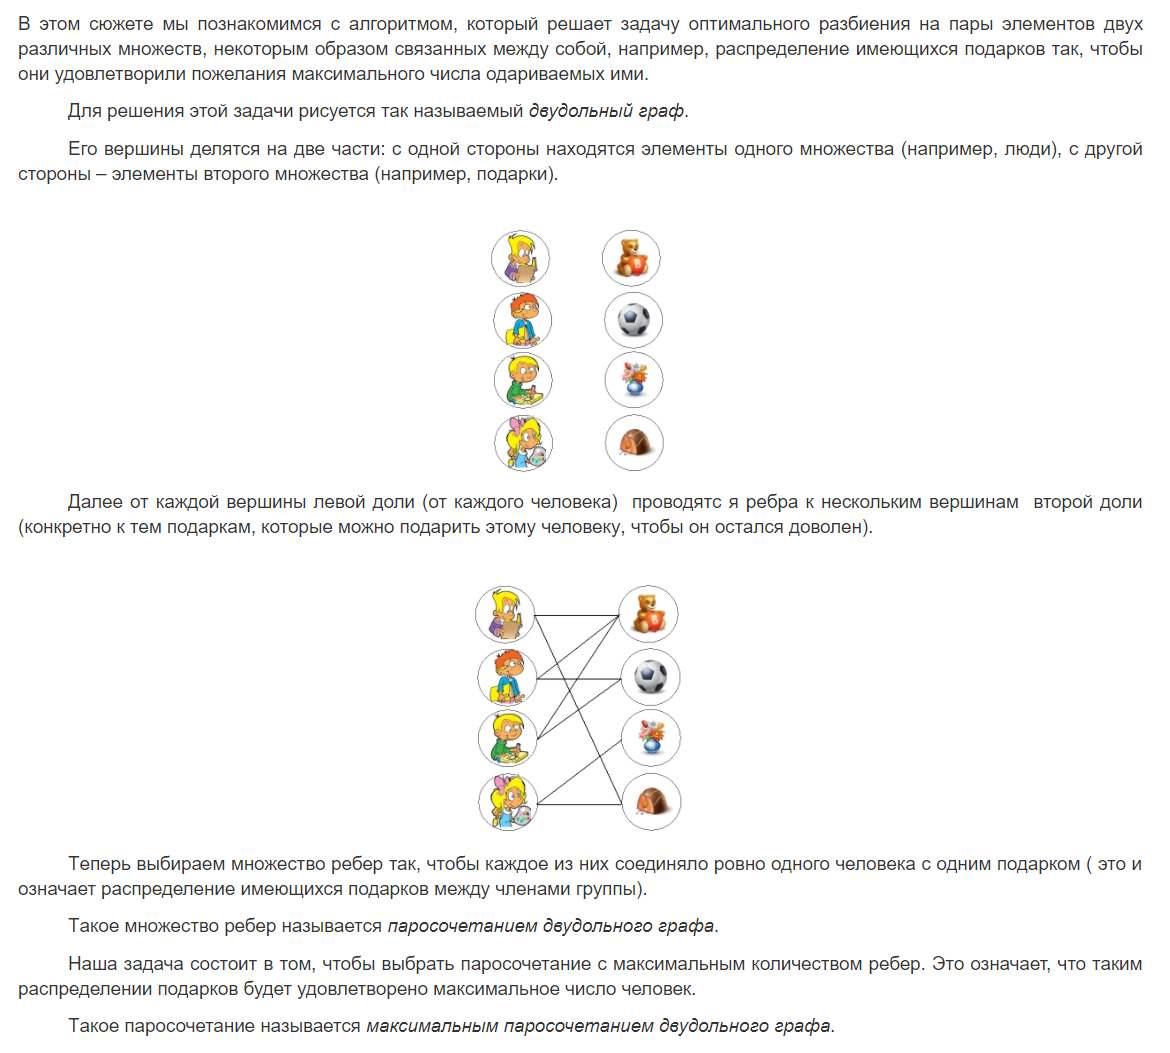 В этом сюжете мы познакомимся с алгоритмом, который решает задачу оптимального разбиения на пары элементов двух
различных множеств, некоторым образом связанных между собой, например, распределение имеющихся подарков так, чтобы
они удовлетворили пожелания максимального числа одариваемых ими.
Для решения этой задачи рисуется так называемый двудольный граф.
Его вершины делятся на две части: с одной стороны находятся элементы одного множества (например, люди), с другой
стороны – элементы второго множества (например, подарки).
Далее от каждой вершины левой доли (от каждого человека) проводятс я ребра к нескольким вершинам второй доли
(конкретно к тем подаркам, которые можно подарить этому человеку, чтобы он остался доволен).
Теперь выбираем множество ребер так, чтобы каждое из них соединяло ровно одного человека с одним подарком ( это и
означает распределение имеющихся подарков между членами группы).
Такое множество ребер называется паросочетанием двудольного графа.
Наша задача состоит в том, чтобы выбрать паросочетание с максимальным количеством ребер. Это означает, что таким
распределении подарков будет удовлетворено максимальное число человек.
Такое паросочетание называется максимальным паросочетанием двудольного графа.